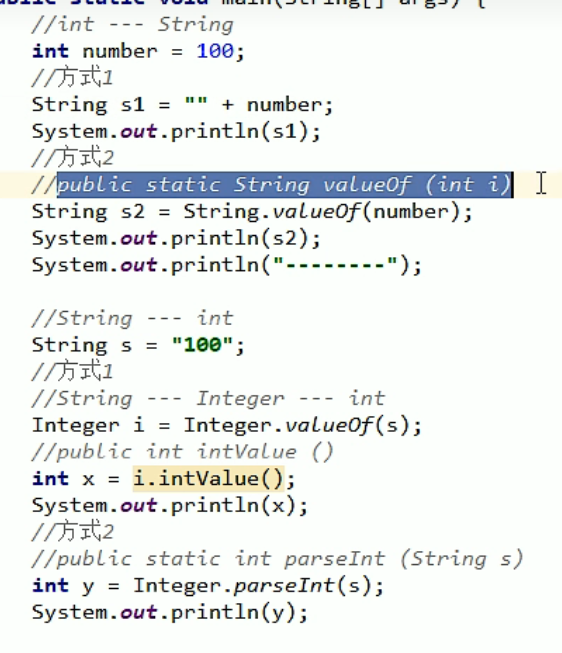 public static void main(String[] args) {
//int --- String
int number = 100;
//方式1
String s1 = "" + number;
System.out.println(s1);
//方式2
//public static String valueOf (int i)
String s2 = String.valueOf(number);
System.out.println(s2);
System.out.println("--------");
//String --- int
String s = "100";
//方式1
//String --- Integer --- int
Integer i = Integer.valueOf(s);
//public int intValue ()
int x = i.intValue();
System.out.println(x);
//方式2
//public static int parseInt (String s)
int y = Integer.parseInt(s);
System.out.println(y);